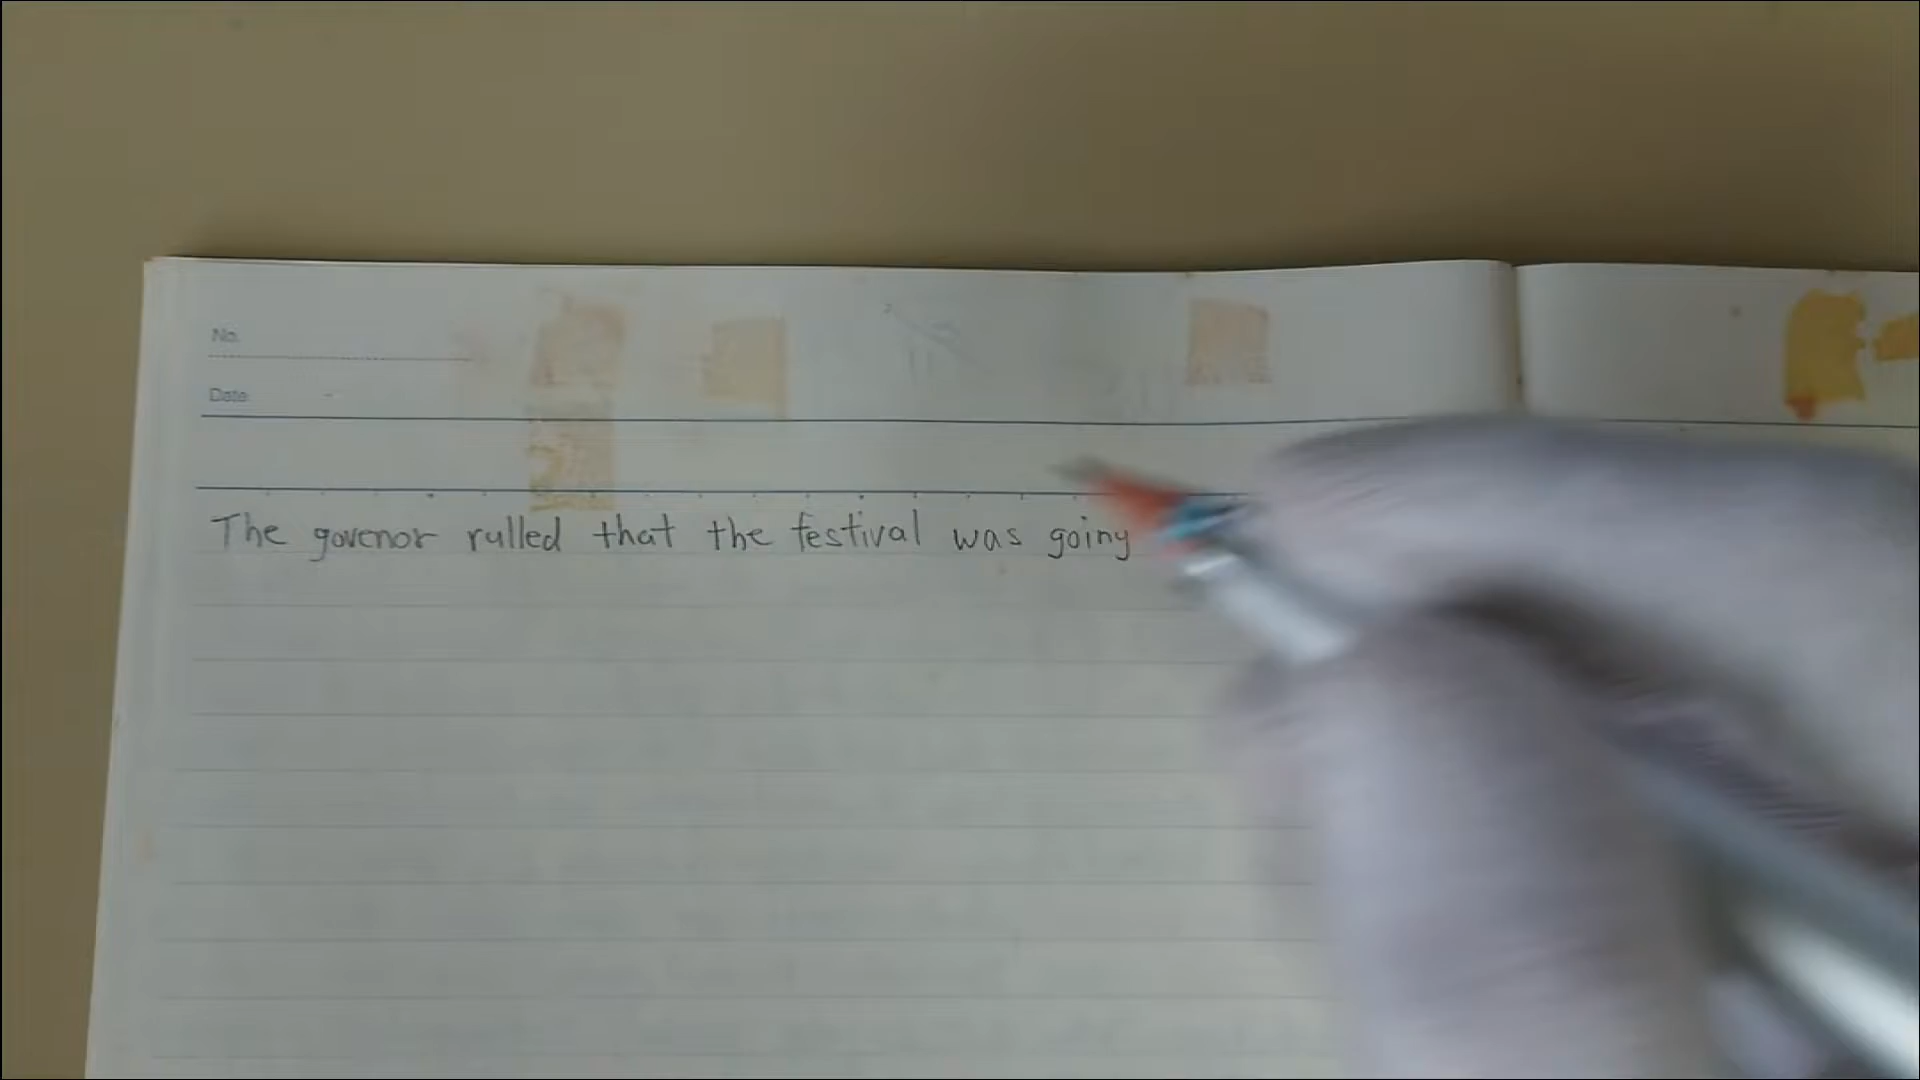 No.
Date
The govenor rulled that the festival was going